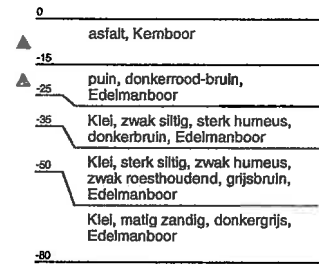 0
asfalt, Kernboor
-15
puin, donkerrood-bruin,
-25
Edelmanboor
-35
Klei, zwak siltig, sterk humeus,
donkerbruin, Edelmanboor
-50
Klei, sterk siltig, zwak humeus,
zwak roesthoudend, grijsbruin,
Edelmanboor
Klei, matig zandig, donkergrijs,
Edelmanboor
-80